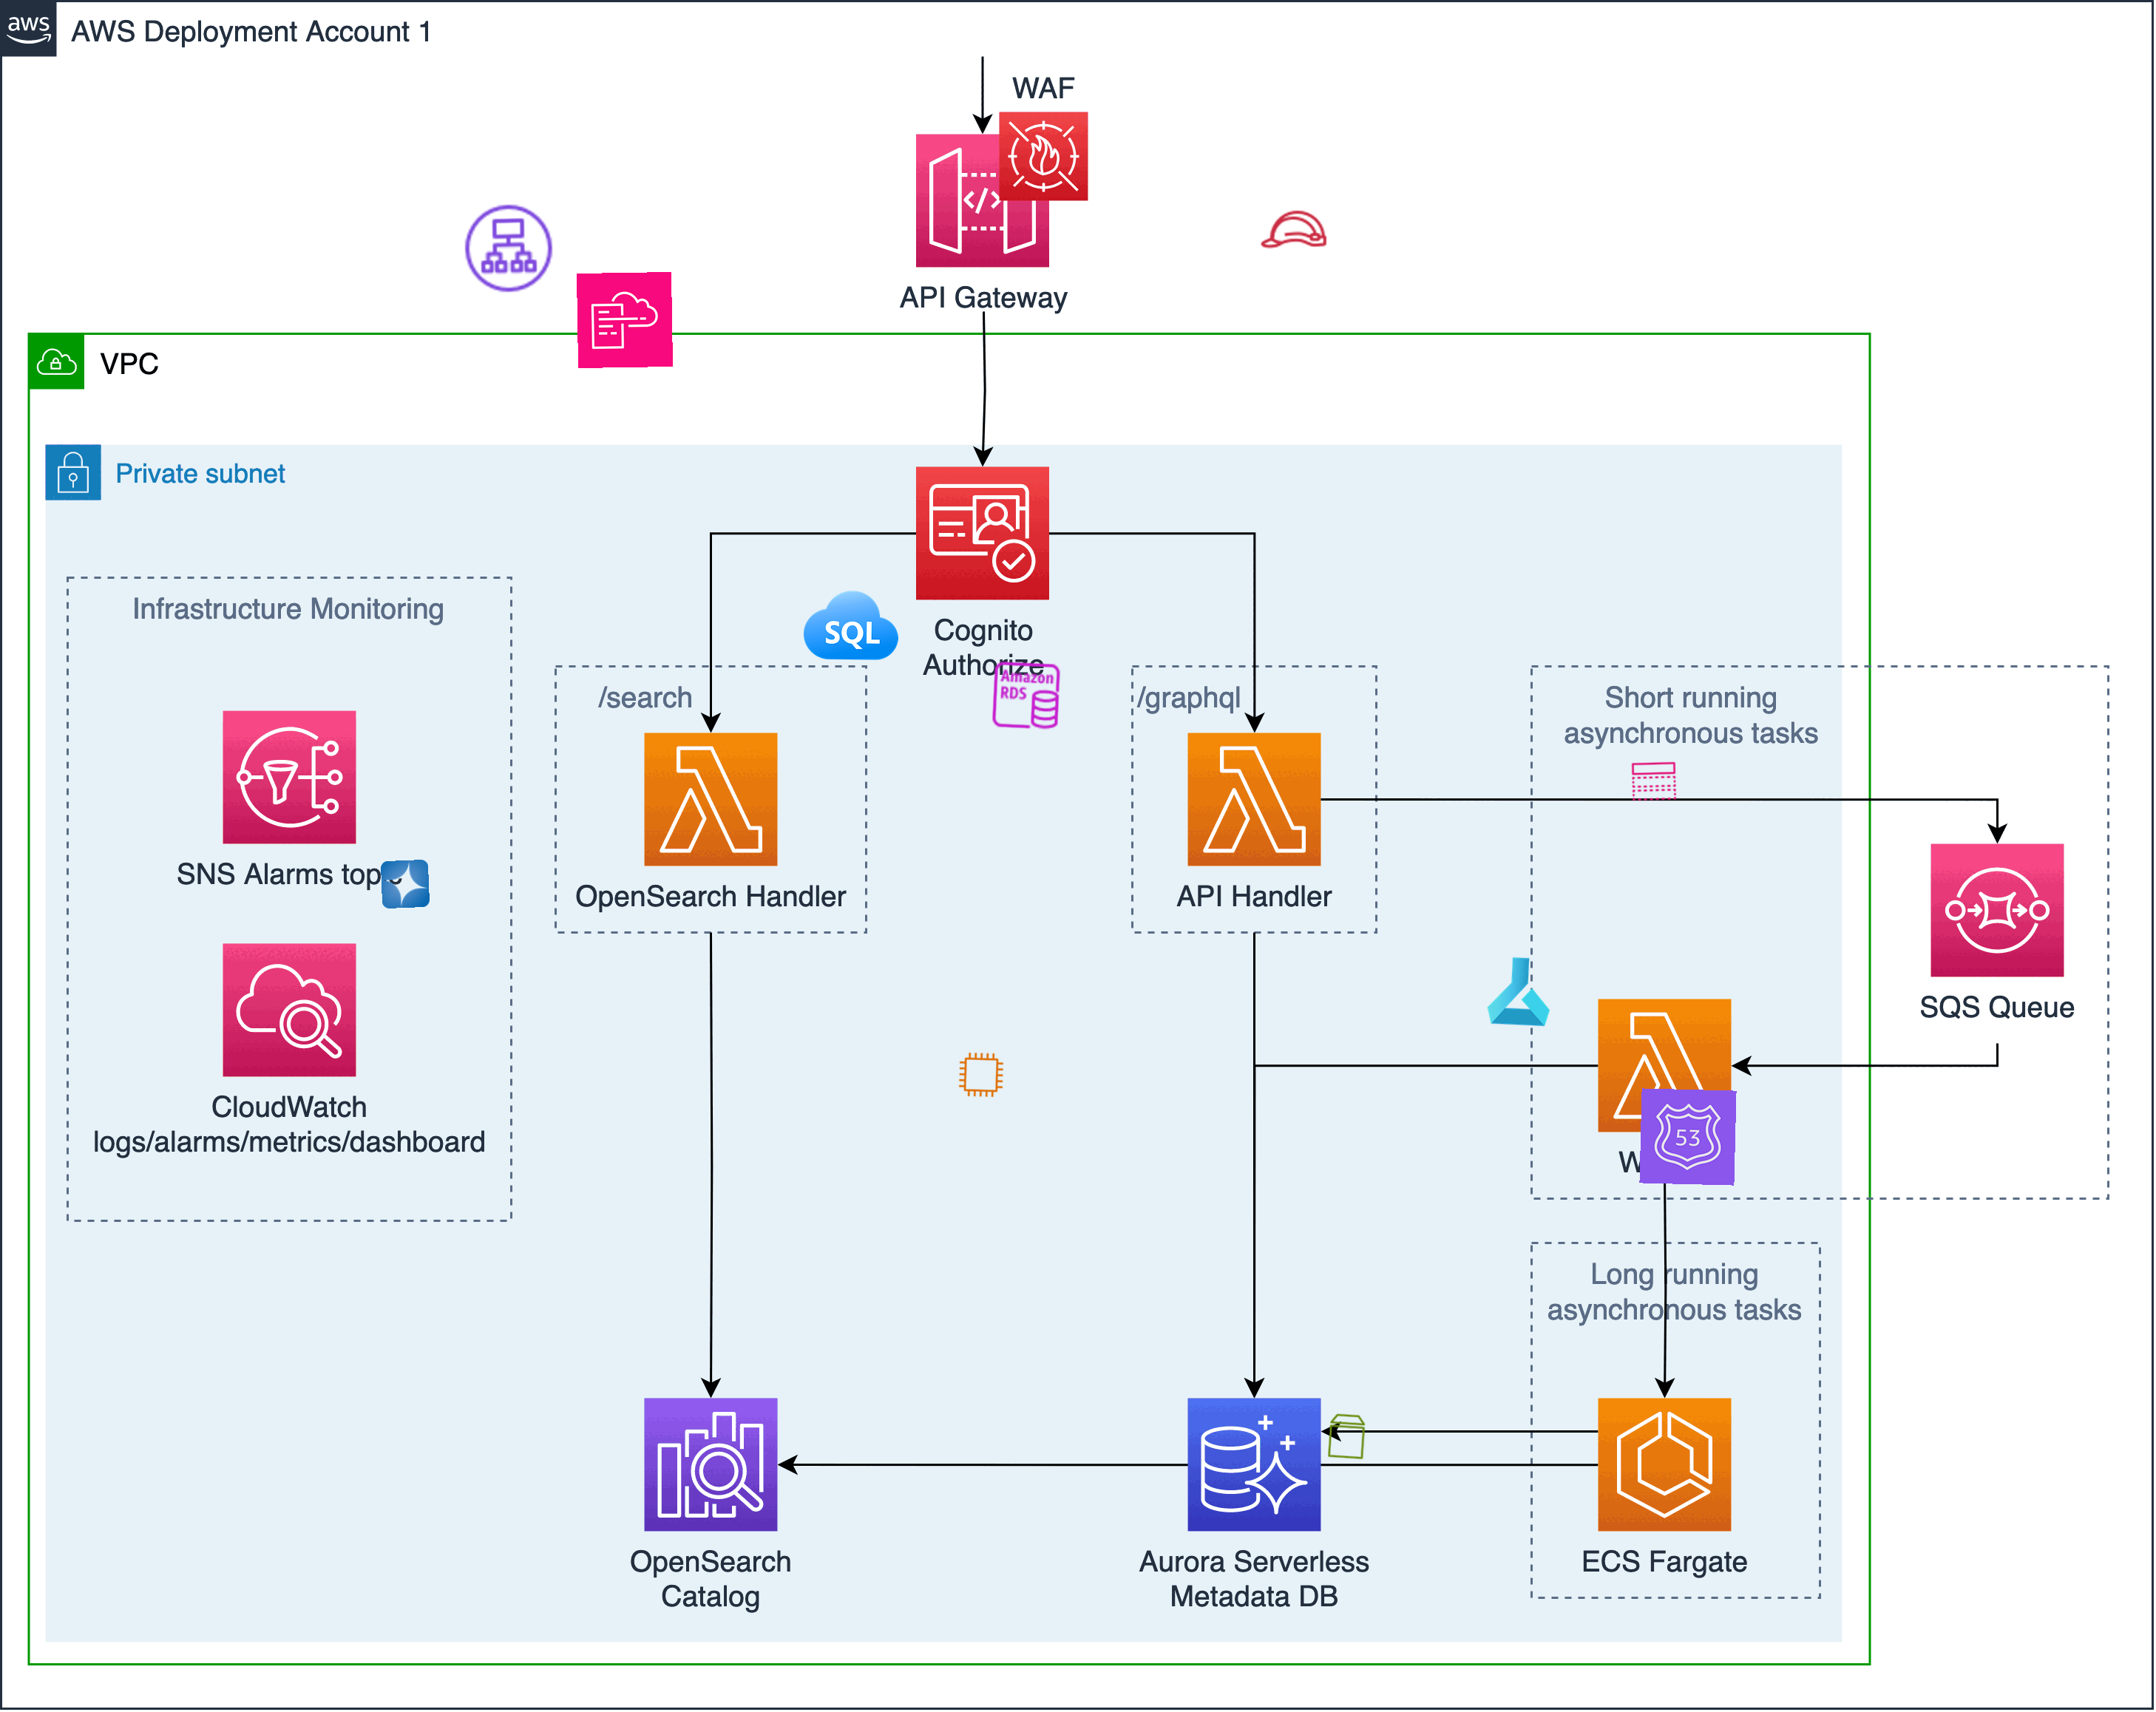 aws
AWS Deployment Account 1
WAF
API Gateway
VPC
Private subnet
Infrastructure Monitoring
SQL
Cognito
Authorize
Amazon
RDS
/search
/graphql
Short running
asynchronous tasks
SNS Alarms
OpenSearch Handler
API Handler
SQS Queue
CloudWatch
logs/alarms/metrics/dashboard
53
Long running
asynchronous tasks
OpenSearch
Catalog
Aurora Serverless
Metadata DB
ECS Fargate